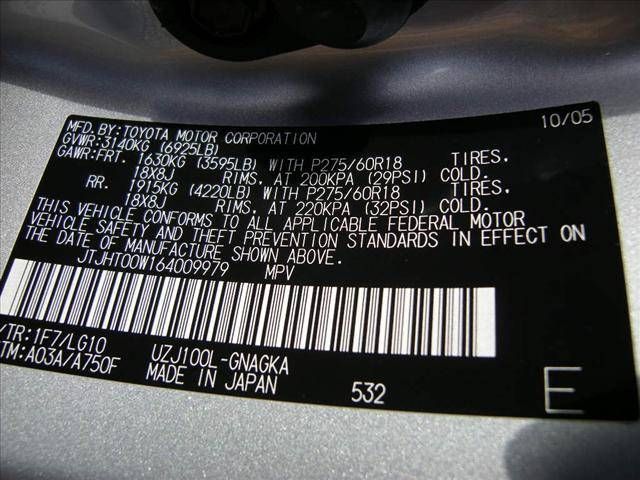 10/05
MFD. BY: TOYOTA MOTOR CORPORATION
GVWR: 3140KG (6925LB)
GAWR: FRT. 1630KG (3595LB) WITH P275/60R18 TIRES.
18X8J RIMS, AT 200KPA (29PSI) COLD.
RR. 1915KG (4220LB) WITH P275/60R18 TIRES.
18X8J RIMS, AT 220KPA (32PSI) COLD.
THIS VEHICLE CONFORMS TO ALL APPLICABLE FEDERAL MOTOR
VEHICLE SAFETY AND THEFT PREVENTION STANDARDS IN EFFECT ON
THE DATE OF MANUFACTURE SHOWN ABOVE.
JTJHT00W164009979 MPV
/TR: 1F7/LG10 UZJ100L-GNAGKA
TM: A03A/A750F MADE IN JAPAN 532 E